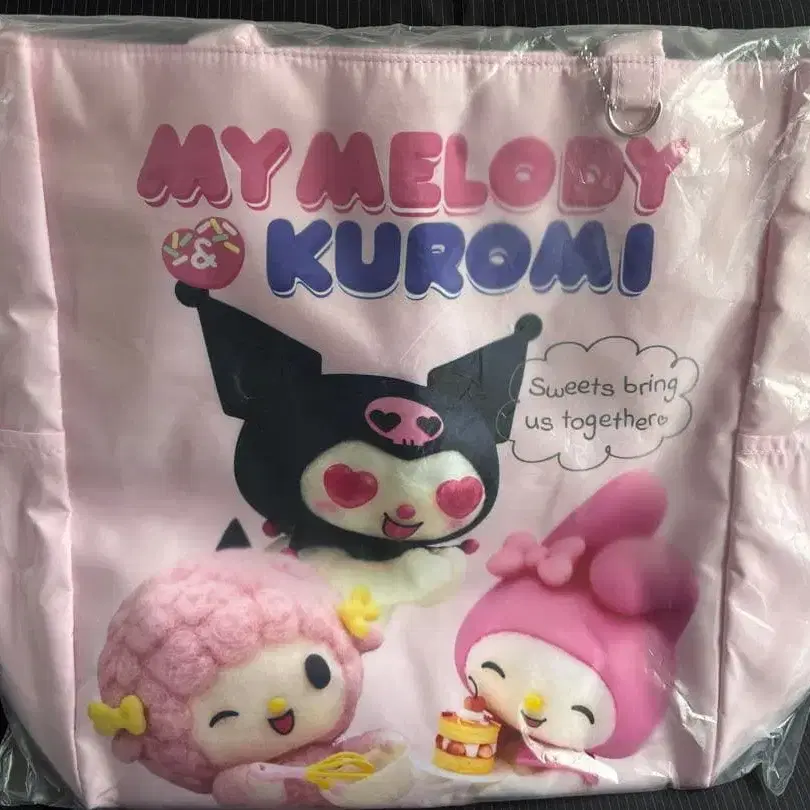 MY MELODY
& KUROMI
Sweets bring
us together♡